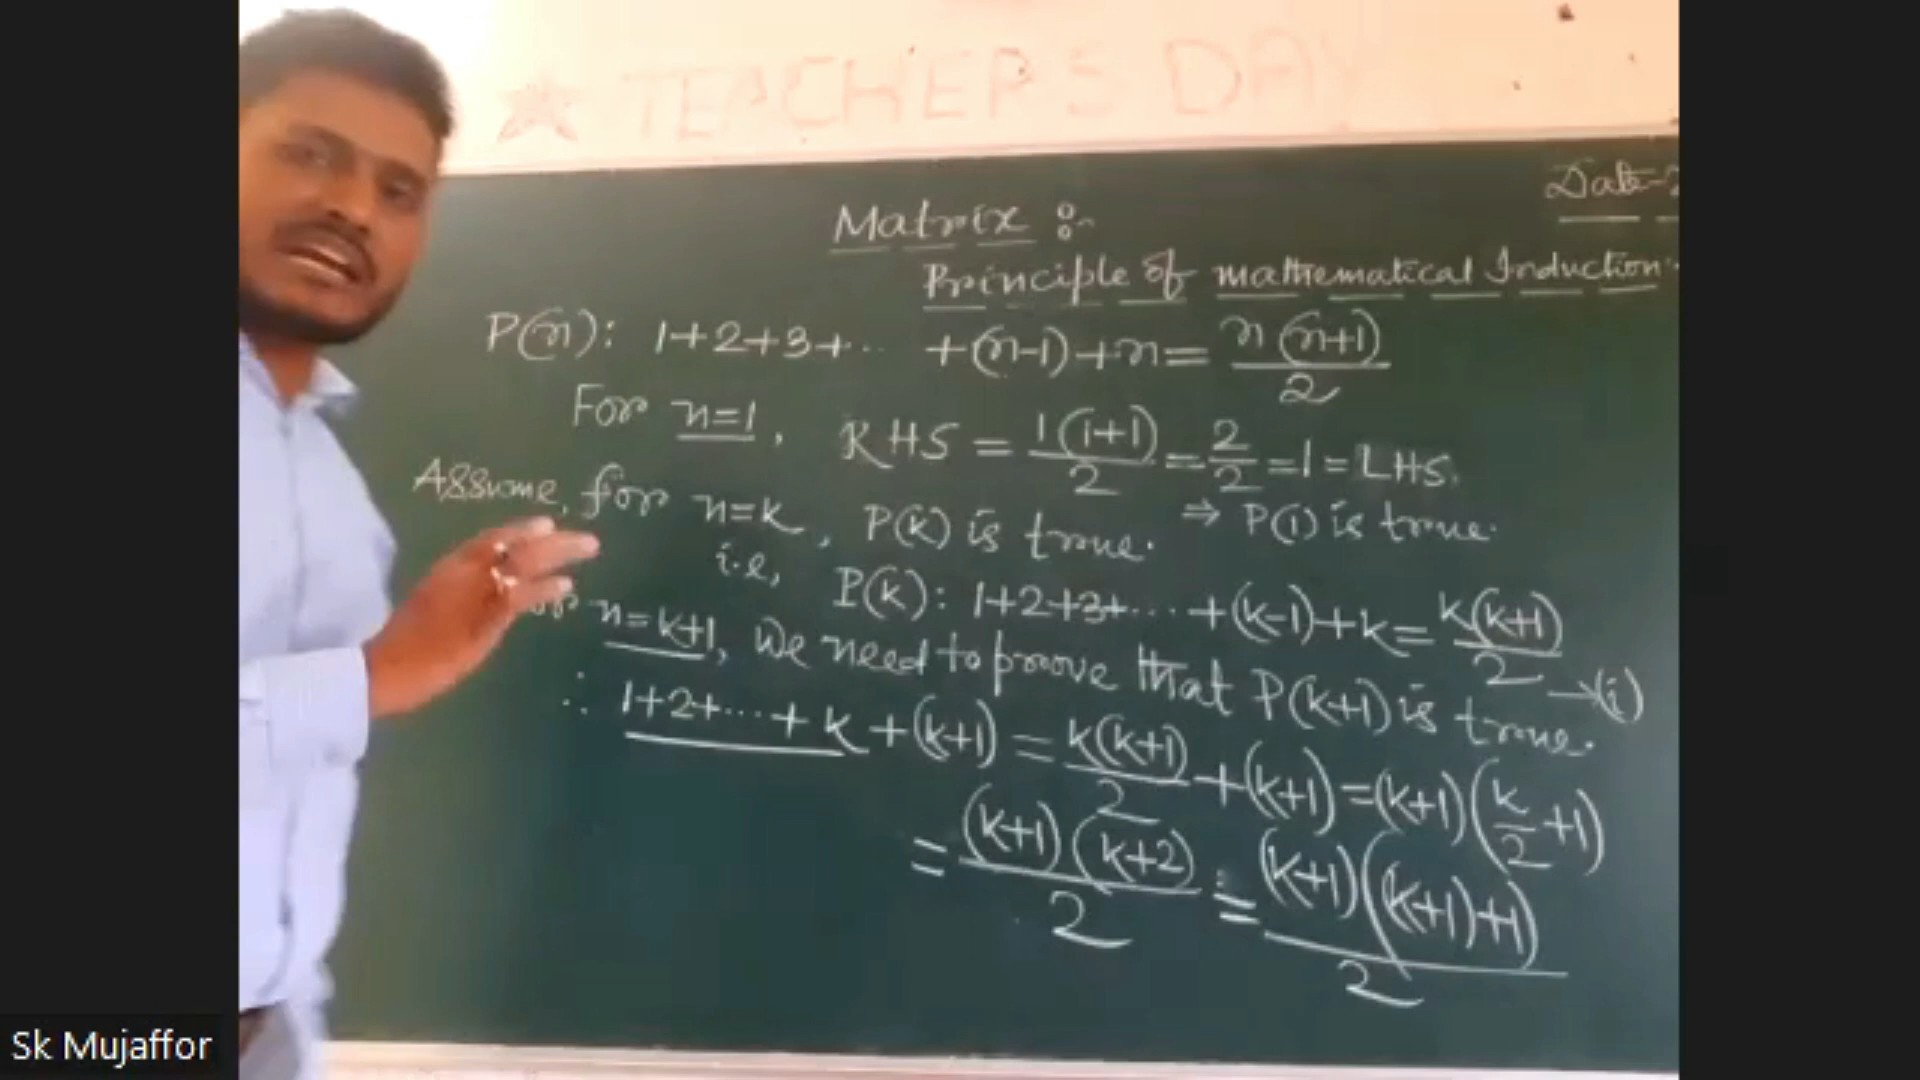 TEACHER'S DAY
Date-2
Matrix :-
Principle of mathematical Induction:-
P(n): 1+2+3+... +(n-1)+n = n(n+1)/2
For n=1, RHS = 1(1+1)/2 = 2/2 = 1 = LHS.
⇒ P(1) is true.
Assume, for n=k, P(k) is true.
i.e, P(k): 1+2+3+... +(k-1)+k = k(k+1)/2 →(i)
n=k+1, We need to prove that P(k+1) is true.
∴ 1+2+...+k+(k+1) = k(k+1)/2 +(k+1) = (k+1)(k/2+1)
= (k+1)(k+2)/2 = (k+1)((k+1)+1)/2
Sk Mujaffor